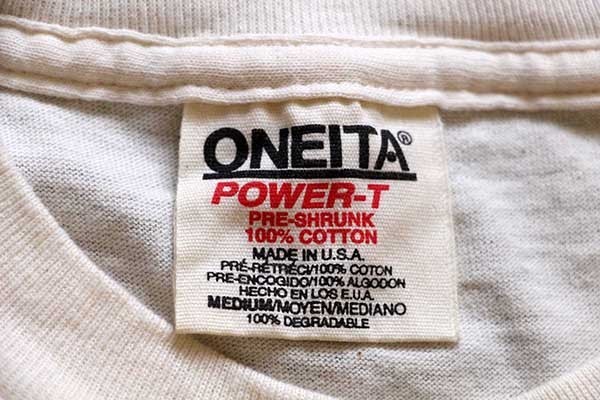 ONEITA®
POWER-T
PRE-SHRUNK
100% COTTON
MADE IN U.S.A.
PRÉ-RÉTRÉCI/100% COTON
PRE-ENCOGIDO/100% ALGODON
HECHO EN LOS E.U.A.
MEDIUM/MOYEN/MEDIANO
100% DEGRADABLE